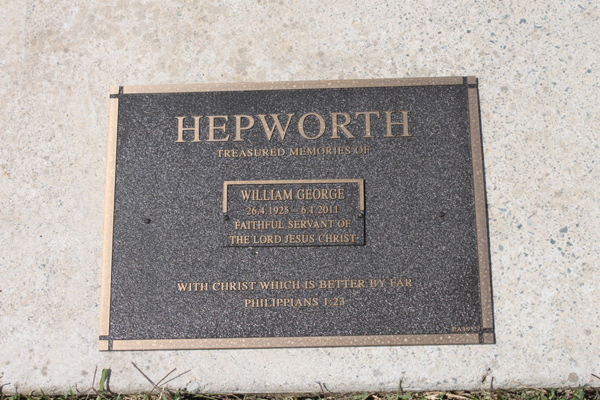 HEPWORTH
TREASURED MEMORIES OF
WILLIAM GEORGE
26.4.1925 – 6.4.2011
FAITHFUL SERVANT OF
THE LORD JESUS CHRIST
WITH CHRIST WHICH IS BETTER BY FAR
PHILIPPIANS 1:23